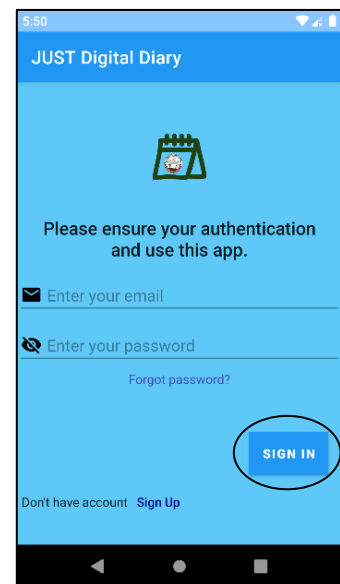 5:50
JUST Digital Diary
Please ensure your authentication
and use this app.
Enter your email
Enter your password
Forgot password?
SIGN IN
Don't have account Sign Up